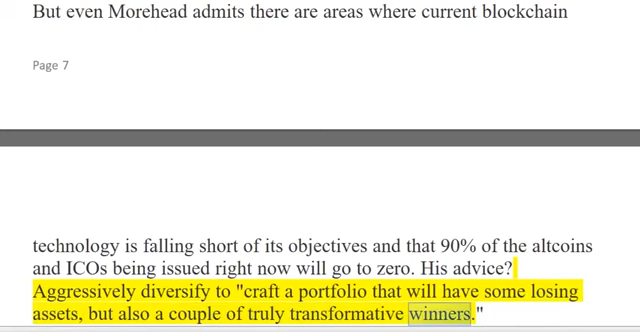 But even Morehead admits there are areas where current blockchain
Page 7
technology is falling short of its objectives and that 90% of the altcoins
and ICOs being issued right now will go to zero. His advice?
Aggressively diversify to "craft a portfolio that will have some losing
assets, but also a couple of truly transformative winners."